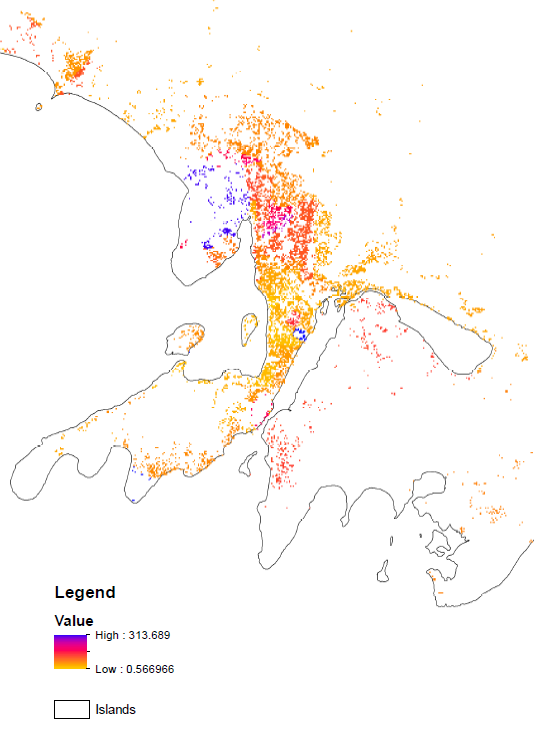 Legend
Value
High : 313.689
Low : 0.566966
Islands